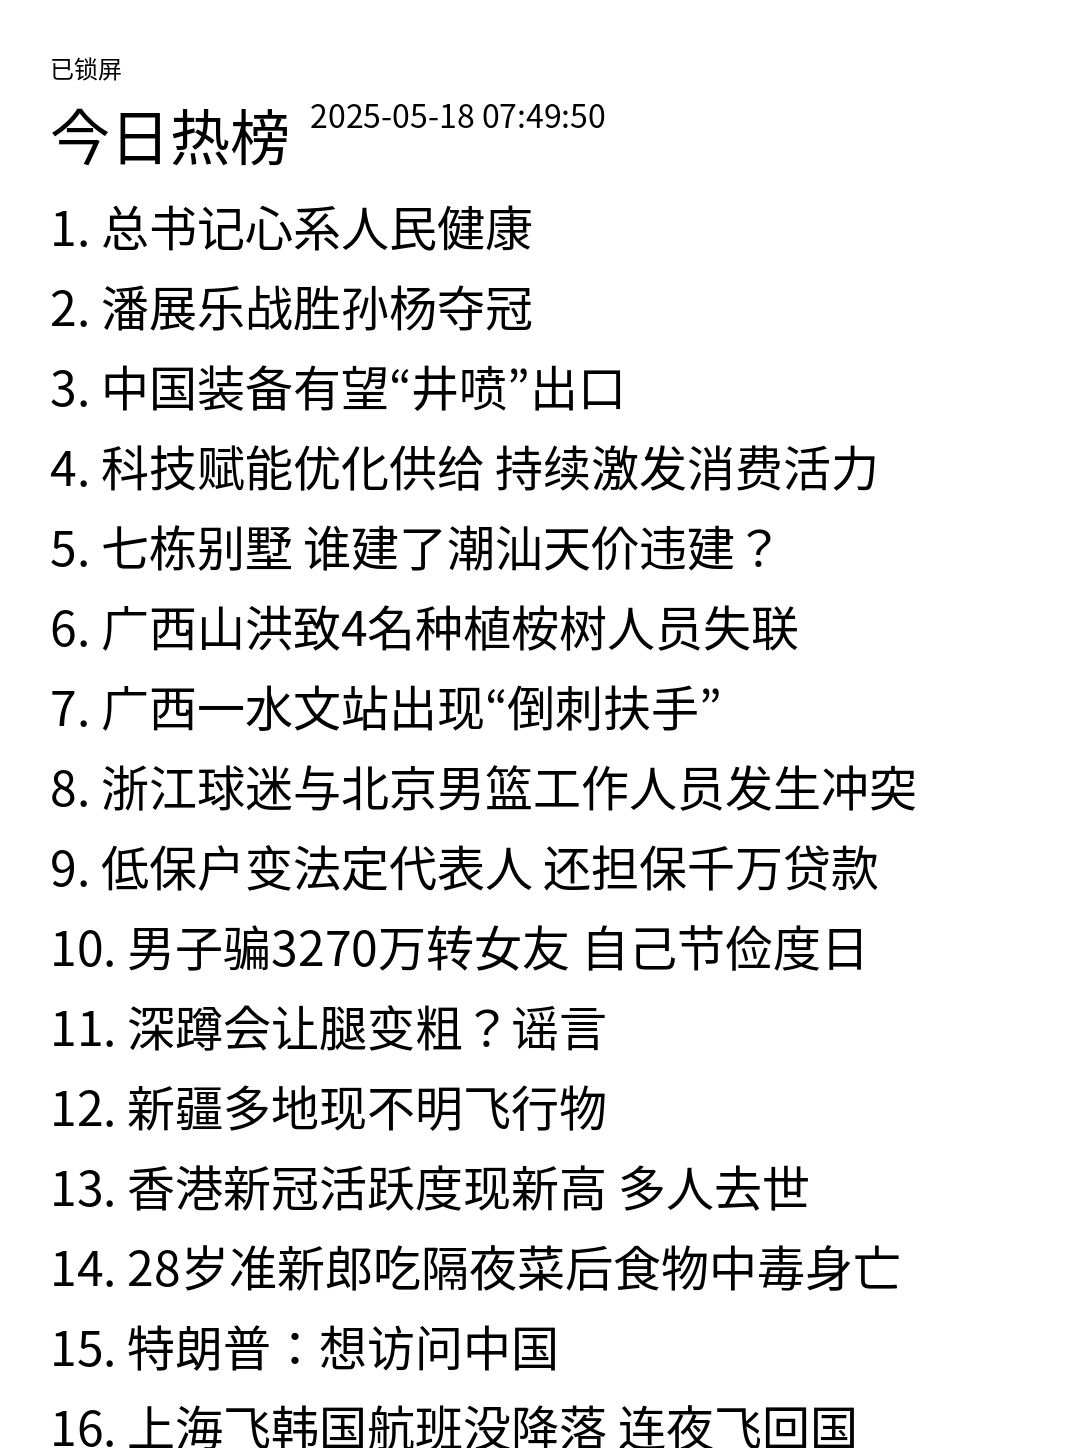 已锁屏
今日热榜 2025-05-18 07:49:50
1. 总书记心系人民健康
2. 潘展乐战胜孙杨夺冠
3. 中国装备有望“井喷”出口
4. 科技赋能优化供给 持续激发消费活力
5. 七栋别墅 谁建了潮汕天价违建？
6. 广西山洪致4名种植桉树人员失联
7. 广西一水文站出现“倒刺扶手”
8. 浙江球迷与北京男篮工作人员发生冲突
9. 低保户变法定代表人 还担保千万贷款
10. 男子骗3270万转女友 自己节俭度日
11. 深蹲会让腿变粗？谣言
12. 新疆多地现不明飞行物
13. 香港新冠活跃度现新高 多人去世
14. 28岁准新郎吃隔夜菜后食物中毒身亡
15. 特朗普：想访问中国
16. 上海飞韩国航班没降落 连夜飞回国